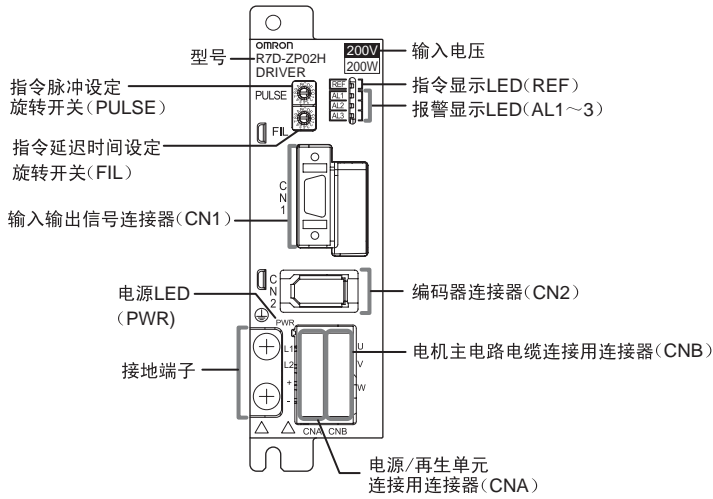 omron
型号 R7D-ZP02H
DRIVER
200V
200W
输入电压
指令脉冲设定
旋转开关(PULSE)
PULSE
REF
AL1
AL2
AL3
指令显示LED(REF)
报警显示LED(AL1～3)
FIL
指令延迟时间设定
旋转开关(FIL)
CN1
输入输出信号连接器(CN1)
CN2
编码器连接器(CN2)
电源LED
(PWR)
PWR
接地端子
L1
L2
+
-
U
V
W
电机主电路电缆连接用连接器(CNB)
CNA CNB
电源/再生单元
连接用连接器(CNA)